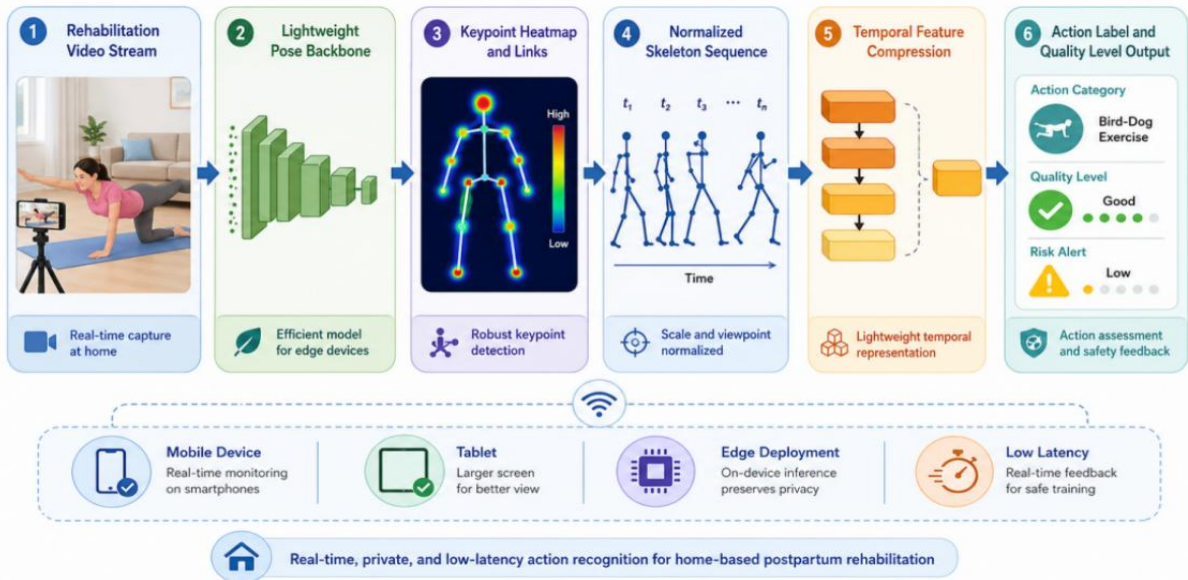 1
Rehabilitation
Video Stream
Real-time capture
at home
2
Lightweight
Pose Backbone
Efficient model
for edge devices
3
Keypoint Heatmap
and Links
High
Low
Robust keypoint
detection
4
Normalized
Skeleton Sequence
t₁ t₂ t₃ ... tₙ
Time
Scale and viewpoint
normalized
5
Temporal Feature
Compression
Lightweight temporal
representation
6
Action Label and
Quality Level Output
Action Category
Bird-Dog
Exercise
Quality Level
Good
Risk Alert
Low
Action assessment
and safety feedback
Mobile Device
Real-time monitoring
on smartphones
Tablet
Larger screen
for better view
Edge Deployment
On-device inference
preserves privacy
Low Latency
Real-time feedback
for safe training
Real-time, private, and low-latency action recognition for home-based postpartum rehabilitation